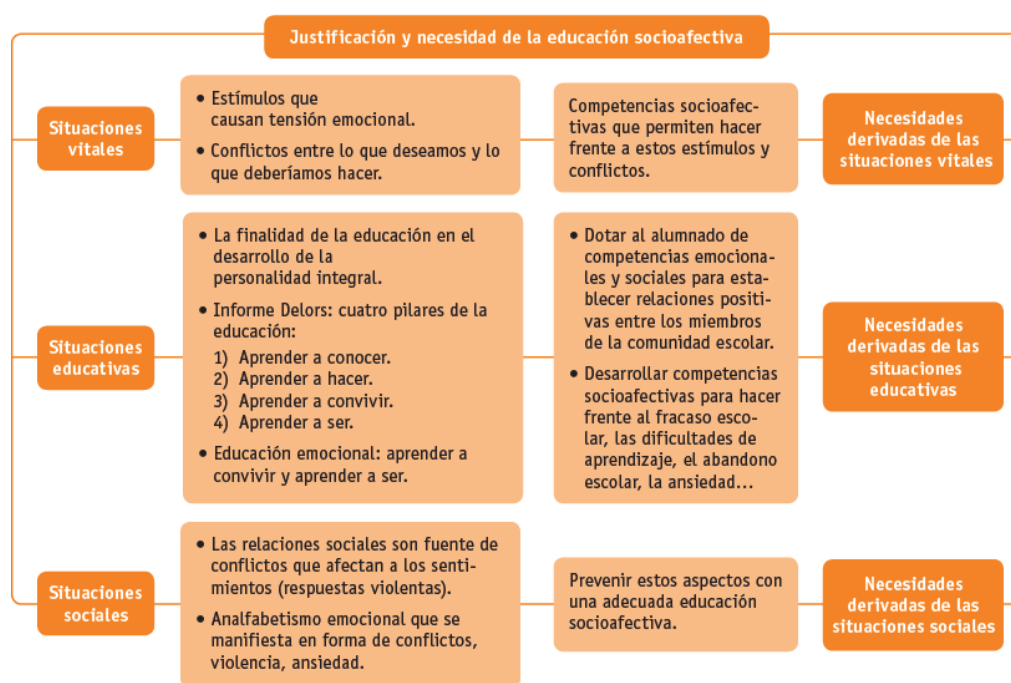 Justificación y necesidad de la educación socioafectiva
Situaciones
vitales
• Estímulos que
causan tensión emocional.
• Conflictos entre lo que deseamos y lo
que deberíamos hacer.
Competencias socioafec-
tivas que permiten hacer
frente a estos estímulos y
conflictos.
Necesidades
derivadas de las
situaciones vitales
Situaciones
educativas
• La finalidad de la educación en el
desarrollo de la
personalidad integral.
• Informe Delors: cuatro pilares de la
educación:
1) Aprender a conocer.
2) Aprender a hacer.
3) Aprender a convivir.
4) Aprender a ser.
• Educación emocional: aprender a
convivir y aprender a ser.
• Dotar al alumnado de
competencias emociona-
les y sociales para esta-
blecer relaciones positi-
vas entre los miembros
de la comunidad escolar.
• Desarrollar competencias
socioafectivas para hacer
frente al fracaso esco-
lar, las dificultades de
aprendizaje, el abandono
escolar, la ansiedad...
Necesidades
derivadas de las
situaciones
educativas
Situaciones
sociales
• Las relaciones sociales son fuente de
conflictos que afectan a los senti-
mientos (respuestas violentas).
• Analfabetismo emocional que se
manifiesta en forma de conflictos,
violencia, ansiedad.
Prevenir estos aspectos con
una adecuada educación
socioafectiva.
Necesidades
derivadas de las
situaciones sociales